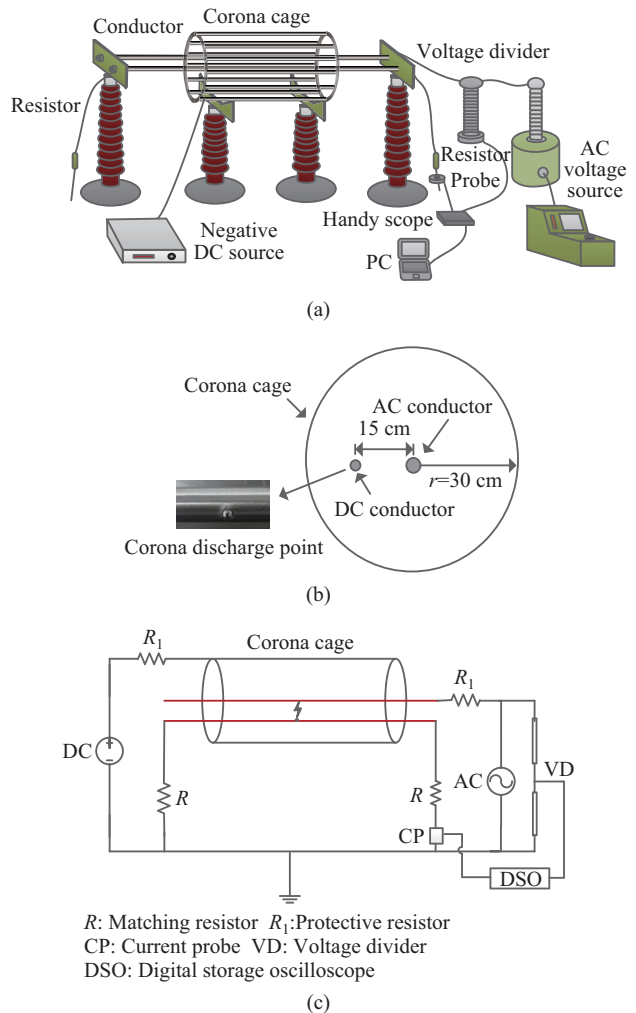 Corona cage
Conductor
Voltage divider
Resistor
Resistor
Probe
AC
voltage
source
Handy scope
Negative
DC source
PC
(a)
Corona cage
AC conductor
15 cm
r=30 cm
DC conductor
Corona discharge point
(b)
R1
Corona cage
R1
DC
R
R
AC
VD
CP
DSO
R: Matching resistor R1:Protective resistor
CP: Current probe VD: Voltage divider
DSO: Digital storage oscilloscope
(c)